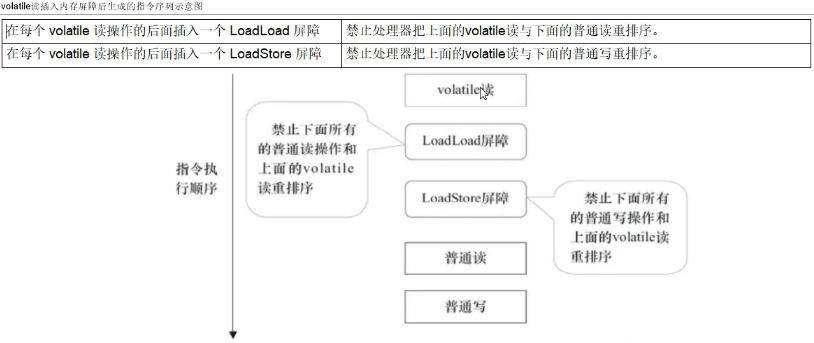 volatile读插入内存屏障后生成的指令序列示意图
在每个 volatile 读操作的后面插入一个 LoadLoad 屏障
禁止处理器把上面的volatile读与下面的普通读重排序。
在每个 volatile 读操作的后面插入一个 LoadStore 屏障
禁止处理器把上面的volatile读与下面的普通写重排序。
volatile读
禁止下面所有
的普通读操作和
上面的volatile
读重排序
LoadLoad屏障
指令执
行顺序
LoadStore屏障
禁止下面所有
的普通写操作和
上面的volatile读
重排序
普通读
普通写